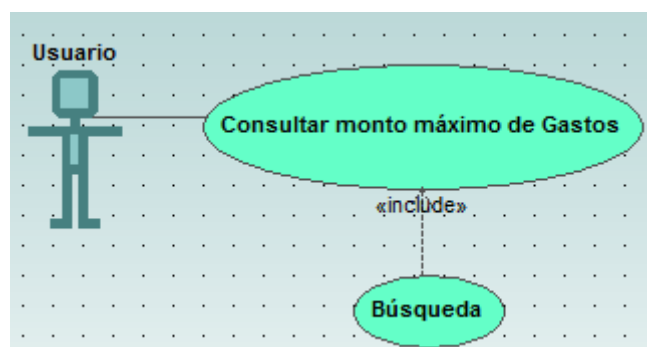 Usuario
Consultar monto máximo de Gastos
«include»
Búsqueda